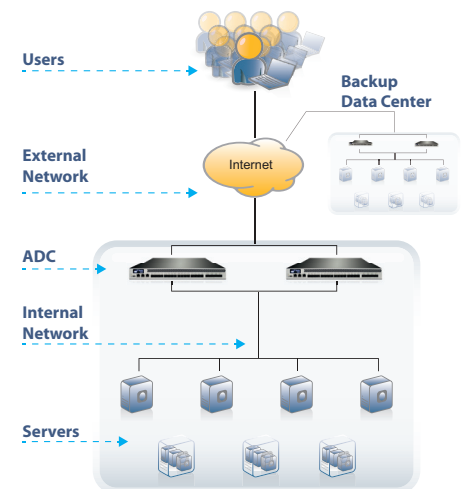 Users
Backup
Data Center
External
Network
Internet
ADC
Internal
Network
Servers